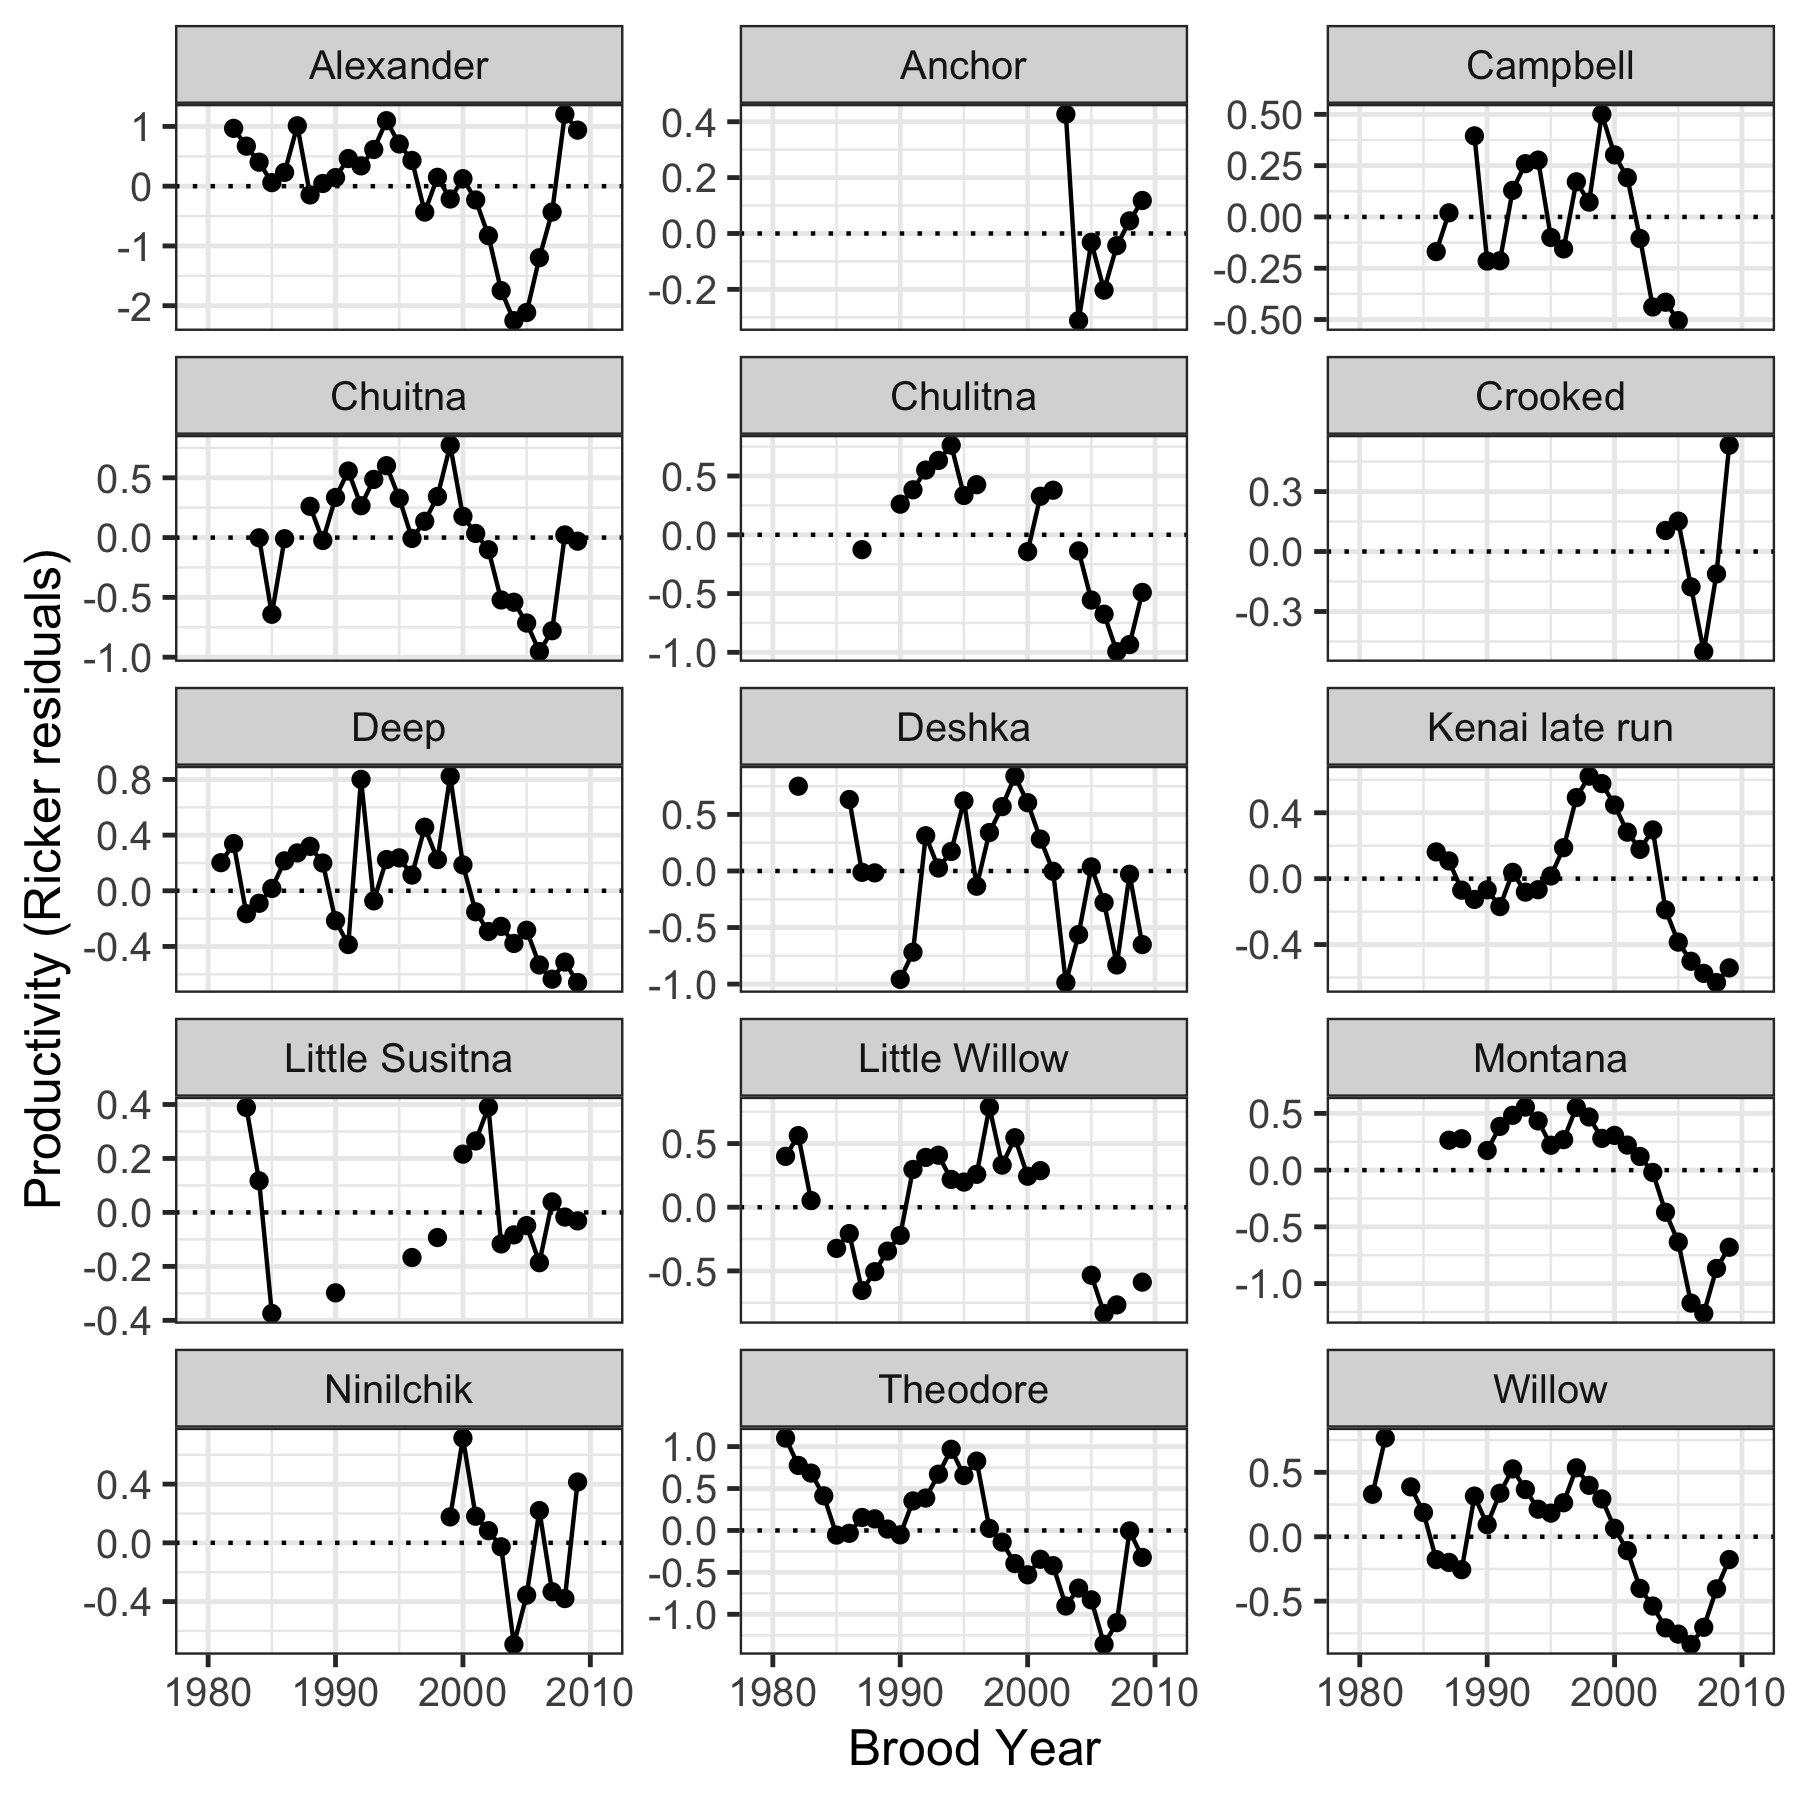 Alexander Anchor Campbell
1 0 -1 -2
0.4 0.2 0.0 -0.2
0.50 0.25 0.00 -0.25 -0.50
Chuitna Chulitna Crooked
0.5 0.0 -0.5 -1.0
0.5 0.0 -0.5 -1.0
0.3 0.0 -0.3
Deep Deshka Kenai late run
0.8 0.4 0.0 -0.4
0.5 0.0 -0.5 -1.0
0.4 0.0 -0.4
Little Susitna Little Willow Montana
0.4 0.2 0.0 -0.2 -0.4
0.5 0.0 -0.5
0.5 0.0 -0.5 -1.0
Ninilchik Theodore Willow
0.4 0.0 -0.4
1.0 0.5 0.0 -0.5 -1.0
0.5 0.0 -0.5
1980 1990 2000 2010 1980 1990 2000 2010 1980 1990 2000 2010
Brood Year
Productivity (Ricker residuals)